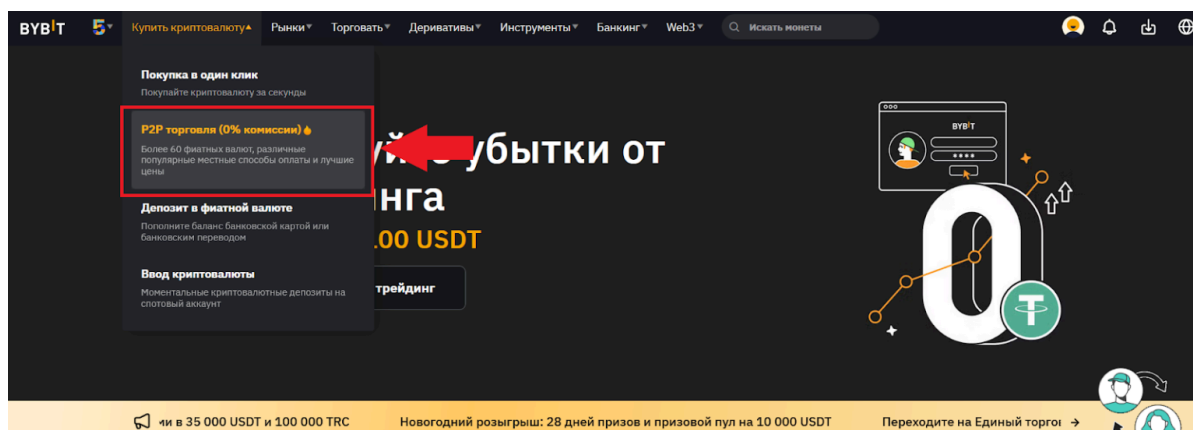 BYBIT
Купить криптовалюту Рынки Торговать Деривативы Инструменты Банкинг Web3 Искать монеты
Покупка в один клик
Покупайте криптовалюту за секунды
P2P торговля (0% комиссии)
Более 60 фиатных валют, различные
популярные местные способы оплаты и лучшие
цены
Депозит в фиатной валюте
Пополните баланс банковской картой или
банковским переводом
Ввод криптовалюты
Моментальные криптовалютные депозиты на
спотовый аккаунт
убытки от
нга
00 USDT
трейдинг
BYBIT
0
ии в 35 000 USDT и 100 000 TRC Новогодний розыгрыш: 28 дней призов и призовой пул на 10 000 USDT Переходите на Единый торгов →